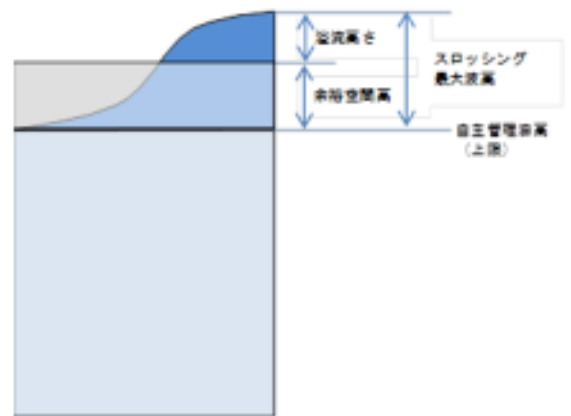 溢流高さ
スロッシング
最大波高
余裕空間高
自主管理液高
（上限）